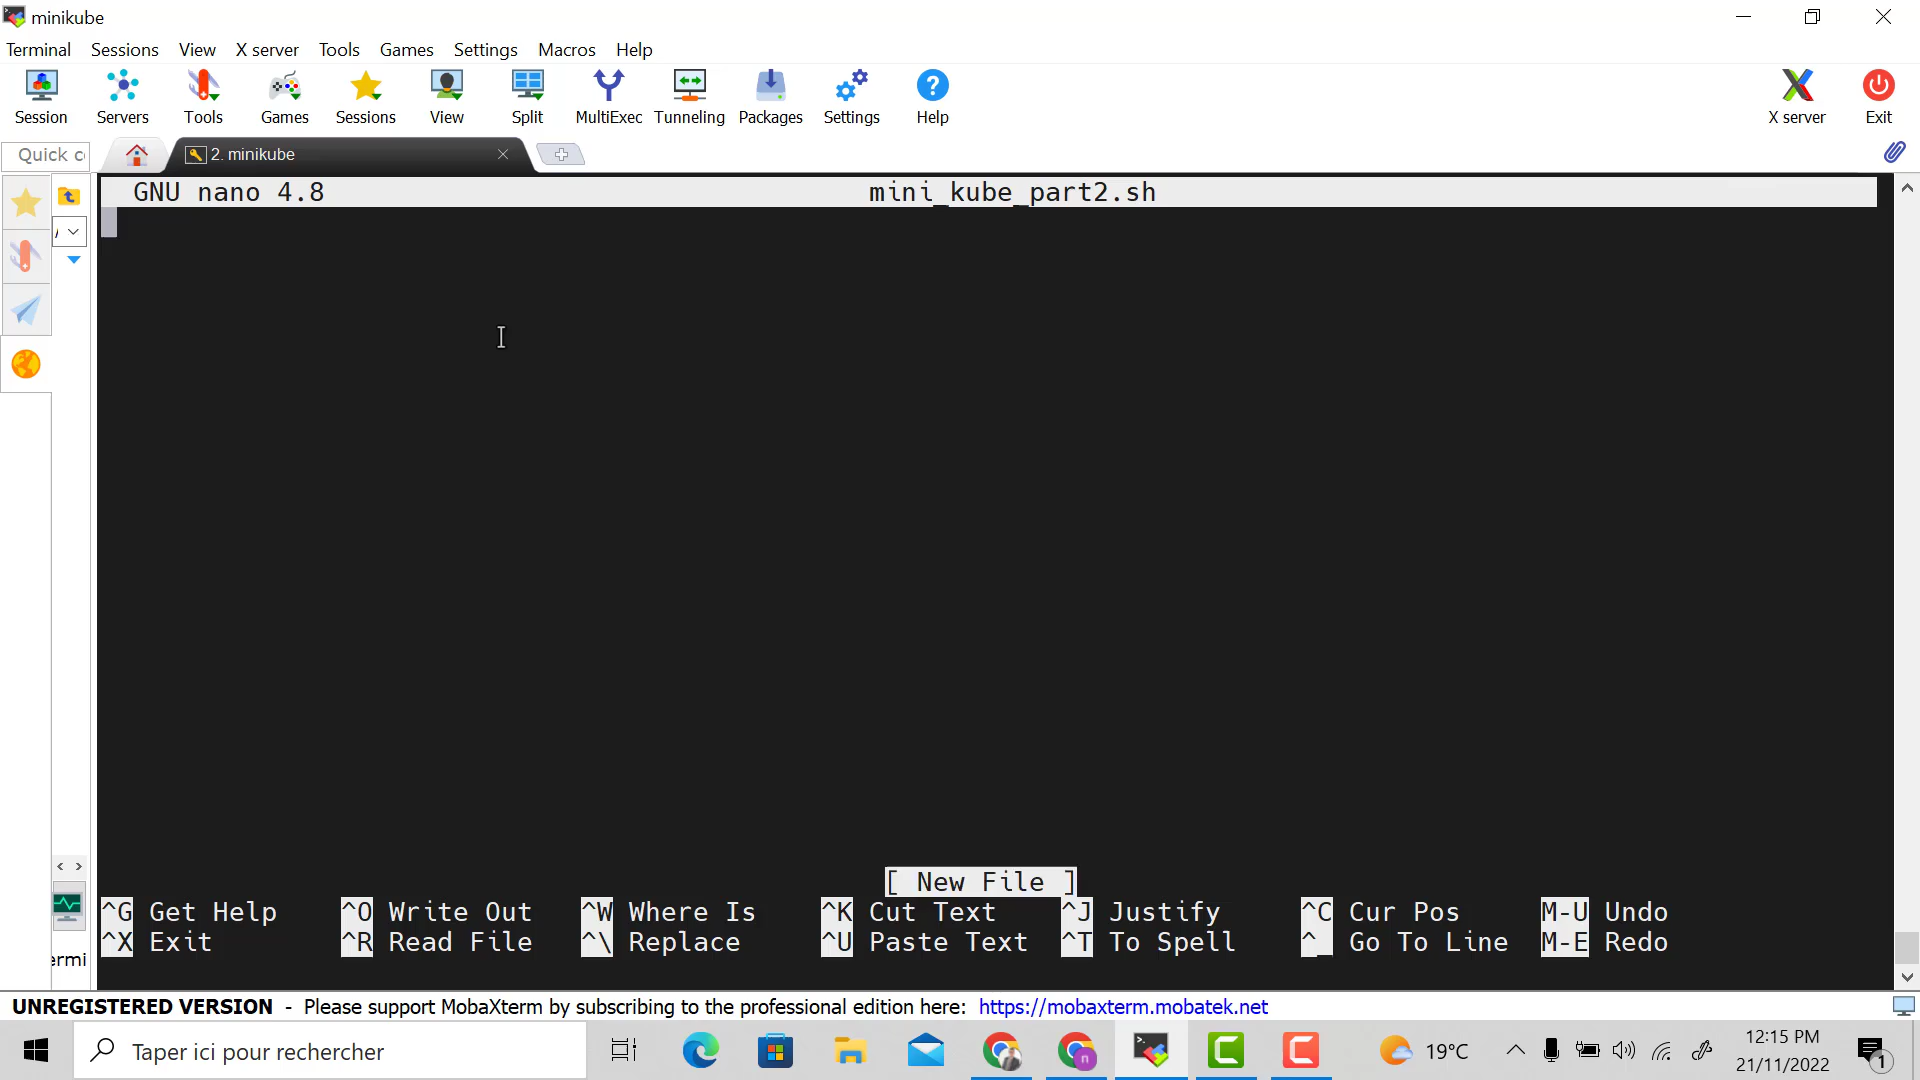 minikube
Terminal Sessions View X server Tools Games Settings Macros Help
Session Servers Tools Games Sessions View Split MultiExec Tunneling Packages Settings Help X server Exit
Quick c
2. minikube
GNU nano 4.8 mini_kube_part2.sh
[ New File ]
^G Get Help ^O Write Out ^W Where Is ^K Cut Text ^J Justify ^C Cur Pos M-U Undo
^X Exit ^R Read File ^\ Replace ^U Paste Text ^T To Spell ^_ Go To Line M-E Redo
ermi
UNREGISTERED VERSION - Please support MobaXterm by subscribing to the professional edition here: https://mobaxterm.mobatek.net
Taper ici pour rechercher
19°C
12:15 PM
21/11/2022
1